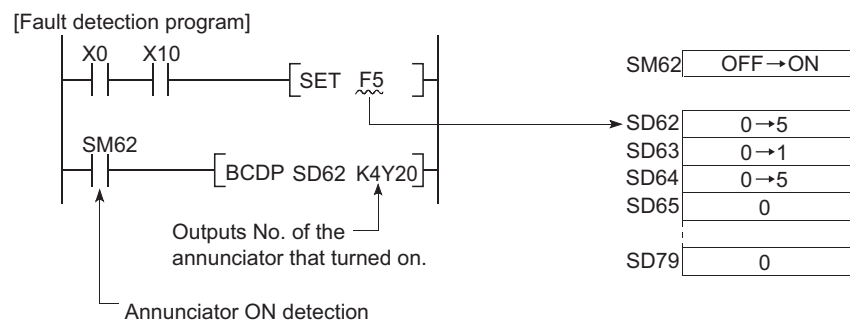 [Fault detection program]
X0 X10
SET F5
SM62
BCDP SD62 K4Y20
Outputs No. of the
annunciator that turned on.
Annunciator ON detection
SM62 OFF→ON
SD62 0→5
SD63 0→1
SD64 0→5
SD65 0
SD79 0